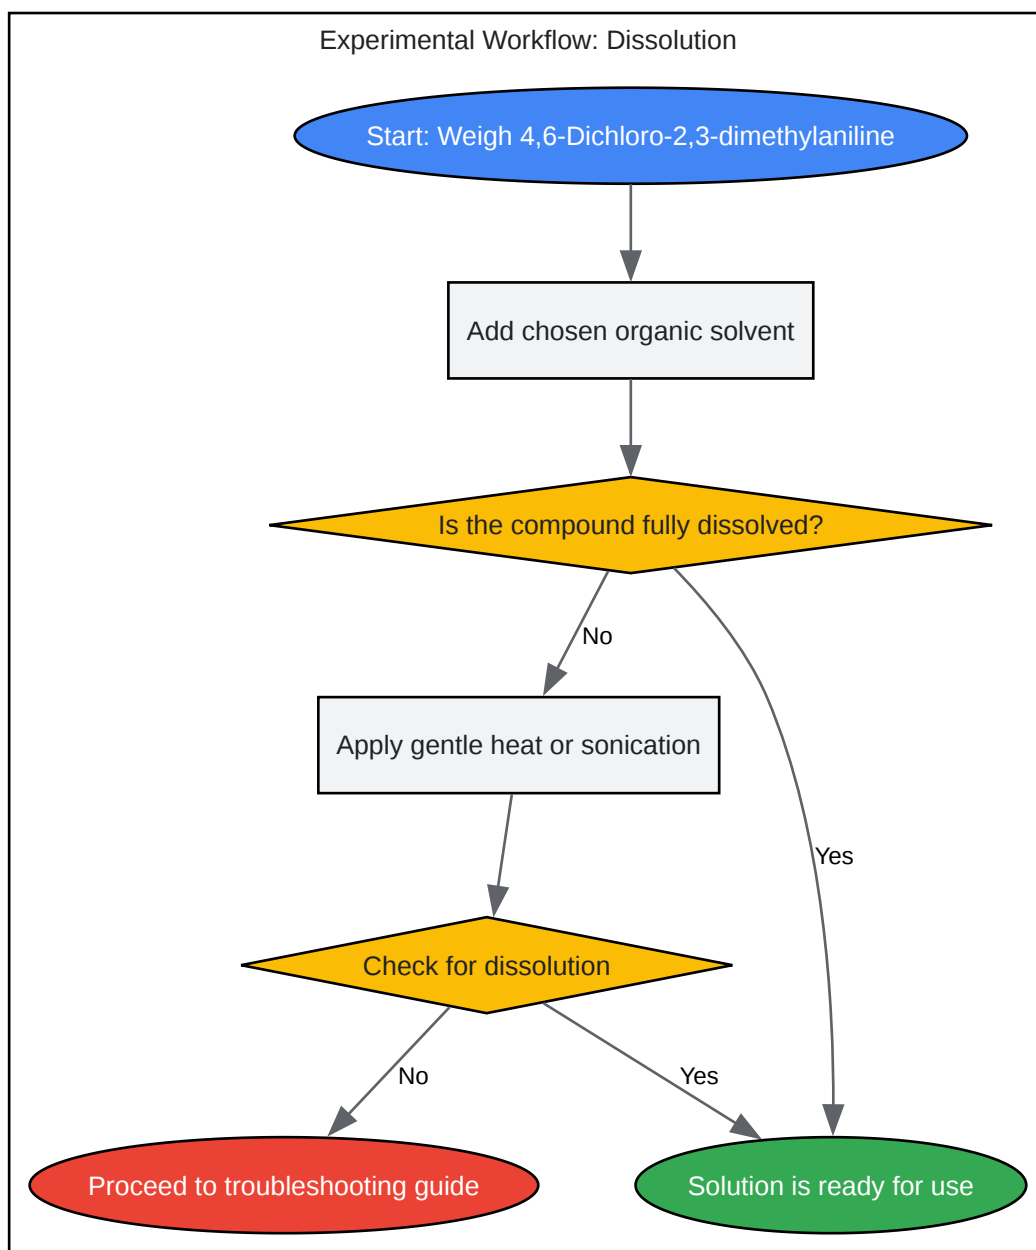 Experimental Workflow: Dissolution
Start: Weigh 4,6-Dichloro-2,3-dimethylaniline
Add chosen organic solvent
Is the compound fully dissolved?
No
Apply gentle heat or sonication
Yes
Check for dissolution
No
Yes
Proceed to troubleshooting guide
Solution is ready for use